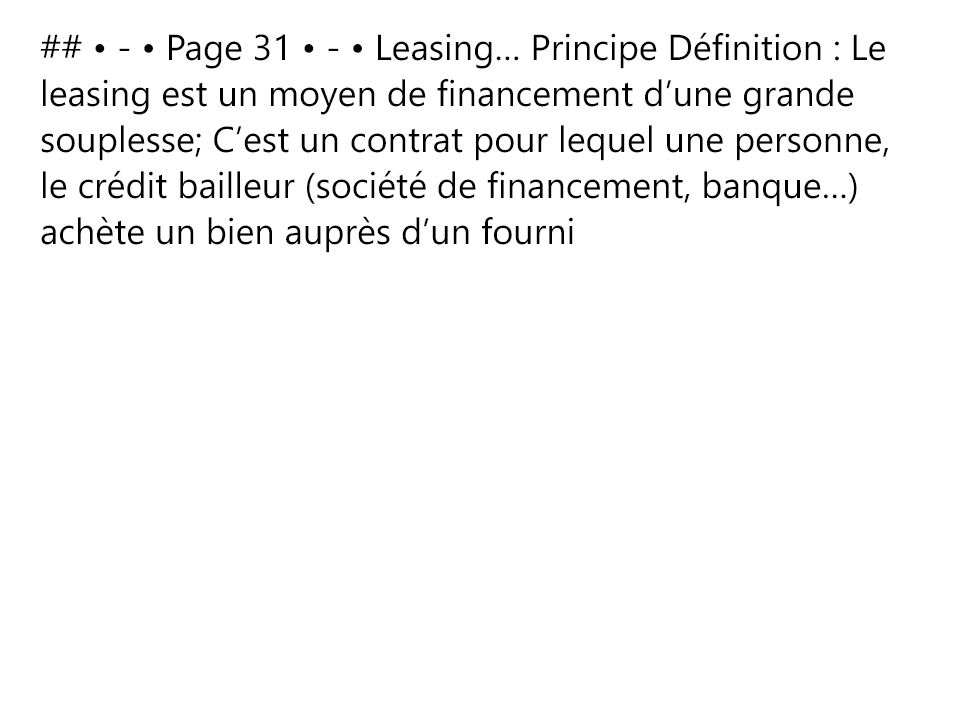 ## • - • Page 31 • - • Leasing… Principe Définition : Le
leasing est un moyen de financement d’une grande
souplesse; C’est un contrat pour lequel une personne,
le crédit bailleur (société de financement, banque…)
achète un bien auprès d’un fourni